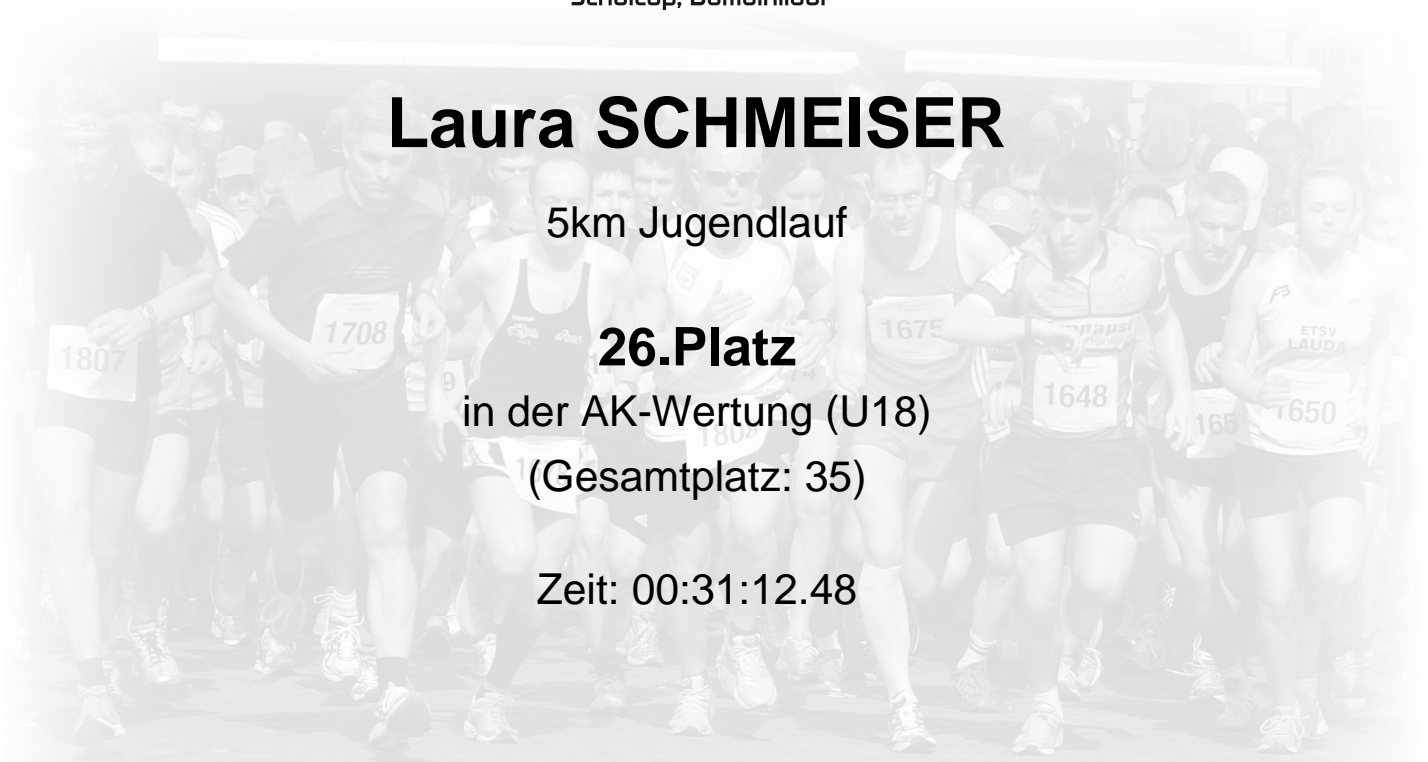 Laura SCHMEISER
5km Jugendlauf
26.Platz
in der AK-Wertung (U18)
(Gesamtplatz: 35)
Zeit: 00:31:12.48
1807
1708
1675
1648
165
1650
ETSV
LAUDA